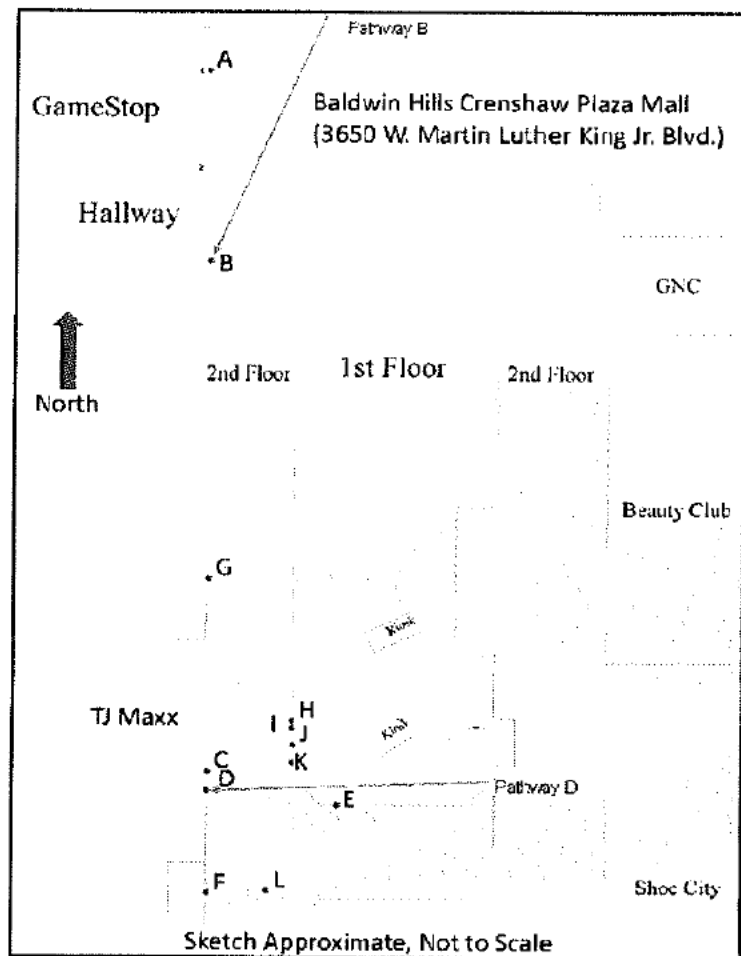 Pathway B
A
GameStop
Baldwin Hills Crenshaw Plaza Mall
(3650 W. Martin Luther King Jr. Blvd.)
Hallway
B
GNC
2nd Floor
1st Floor
2nd Floor
North
Beauty Club
G
Kiosk
TJ Maxx
H
I
J
Kiosk
K
C
D
Pathway D
E
F
L
Shoe City
Sketch Approximate, Not to Scale